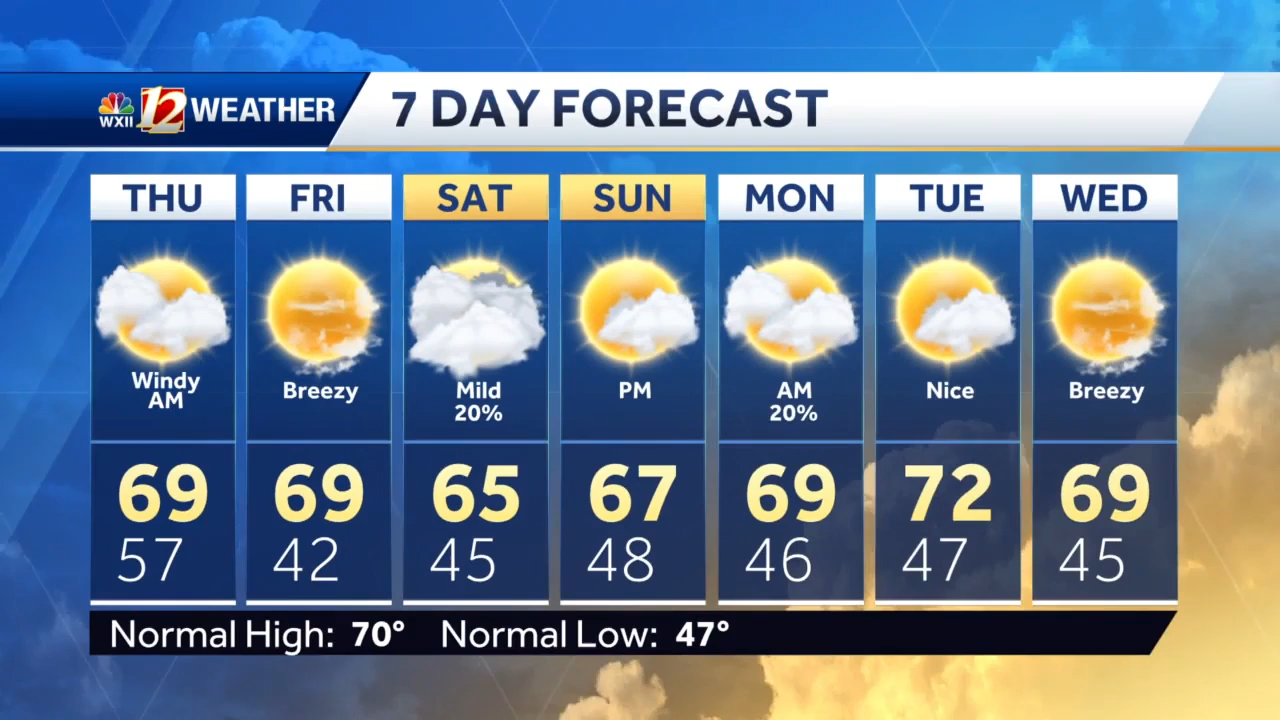 WXII 12 WEATHER
7 DAY FORECAST
THU FRI SAT SUN MON TUE WED
Windy AM
Breezy
Mild
20%
PM
AM
20%
Nice
Breezy
69 69 65 67 69 72 69
57 42 45 48 46 47 45
Normal High: 70° Normal Low: 47°